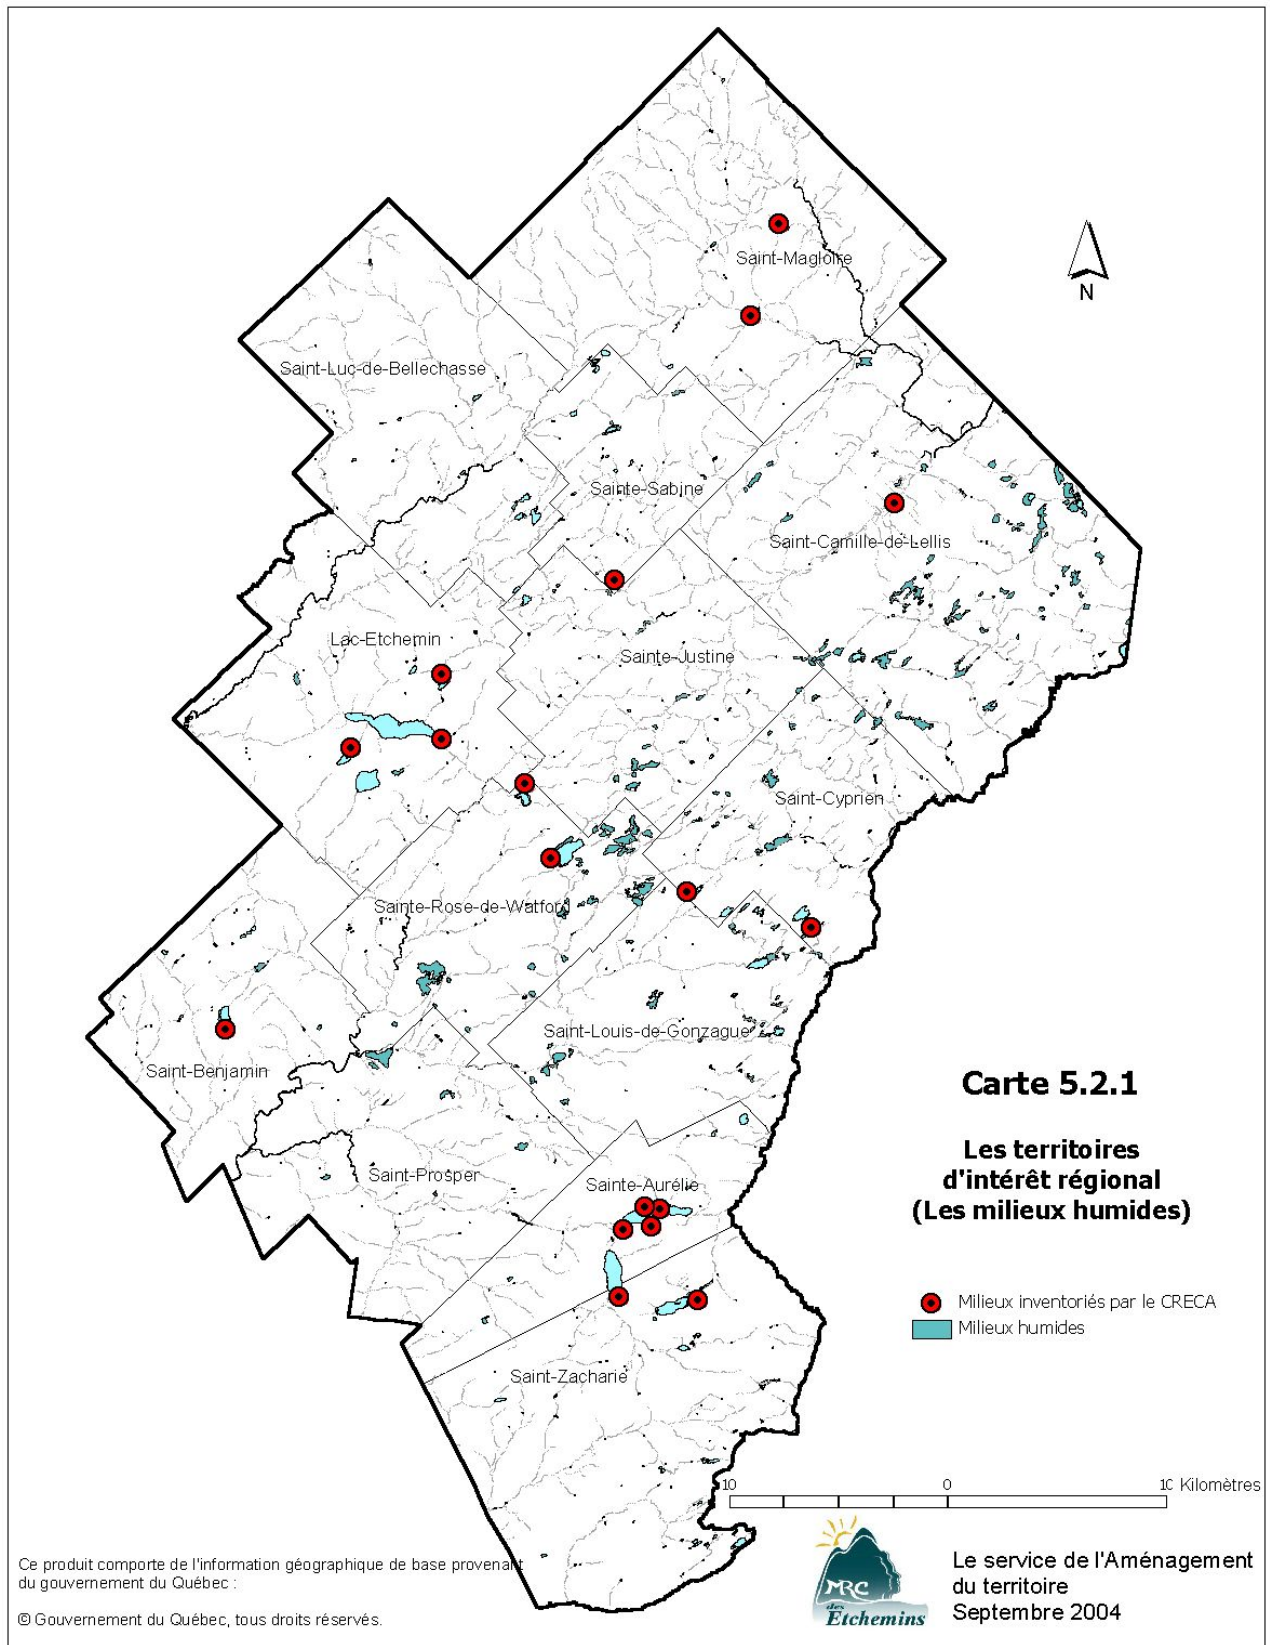 Saint-Magloire
N
Saint-Luc-de-Bellechasse
Sainte-Sabine
Saint-Camille-de-Lellis
Lac-Etchemin
Sainte-Justine
Saint-Cyprien
Sainte-Rose-de-Watford
Saint-Louis-de-Gonzague
Saint-Benjamin
Carte 5.2.1
Les territoires
d'intérêt régional
(Les milieux humides)
Saint-Prosper
Sainte-Aurélie
Milieux inventoriés par le CRECA
Milieux humides
Saint-Zacharie
10 0 10 Kilomètres
Ce produit comporte de l'information géographique de base provenant
du gouvernement du Québec :
© Gouvernement du Québec, tous droits réservés.
MRC
des
Etchemins
Le service de l'Aménagement
du territoire
Septembre 2004